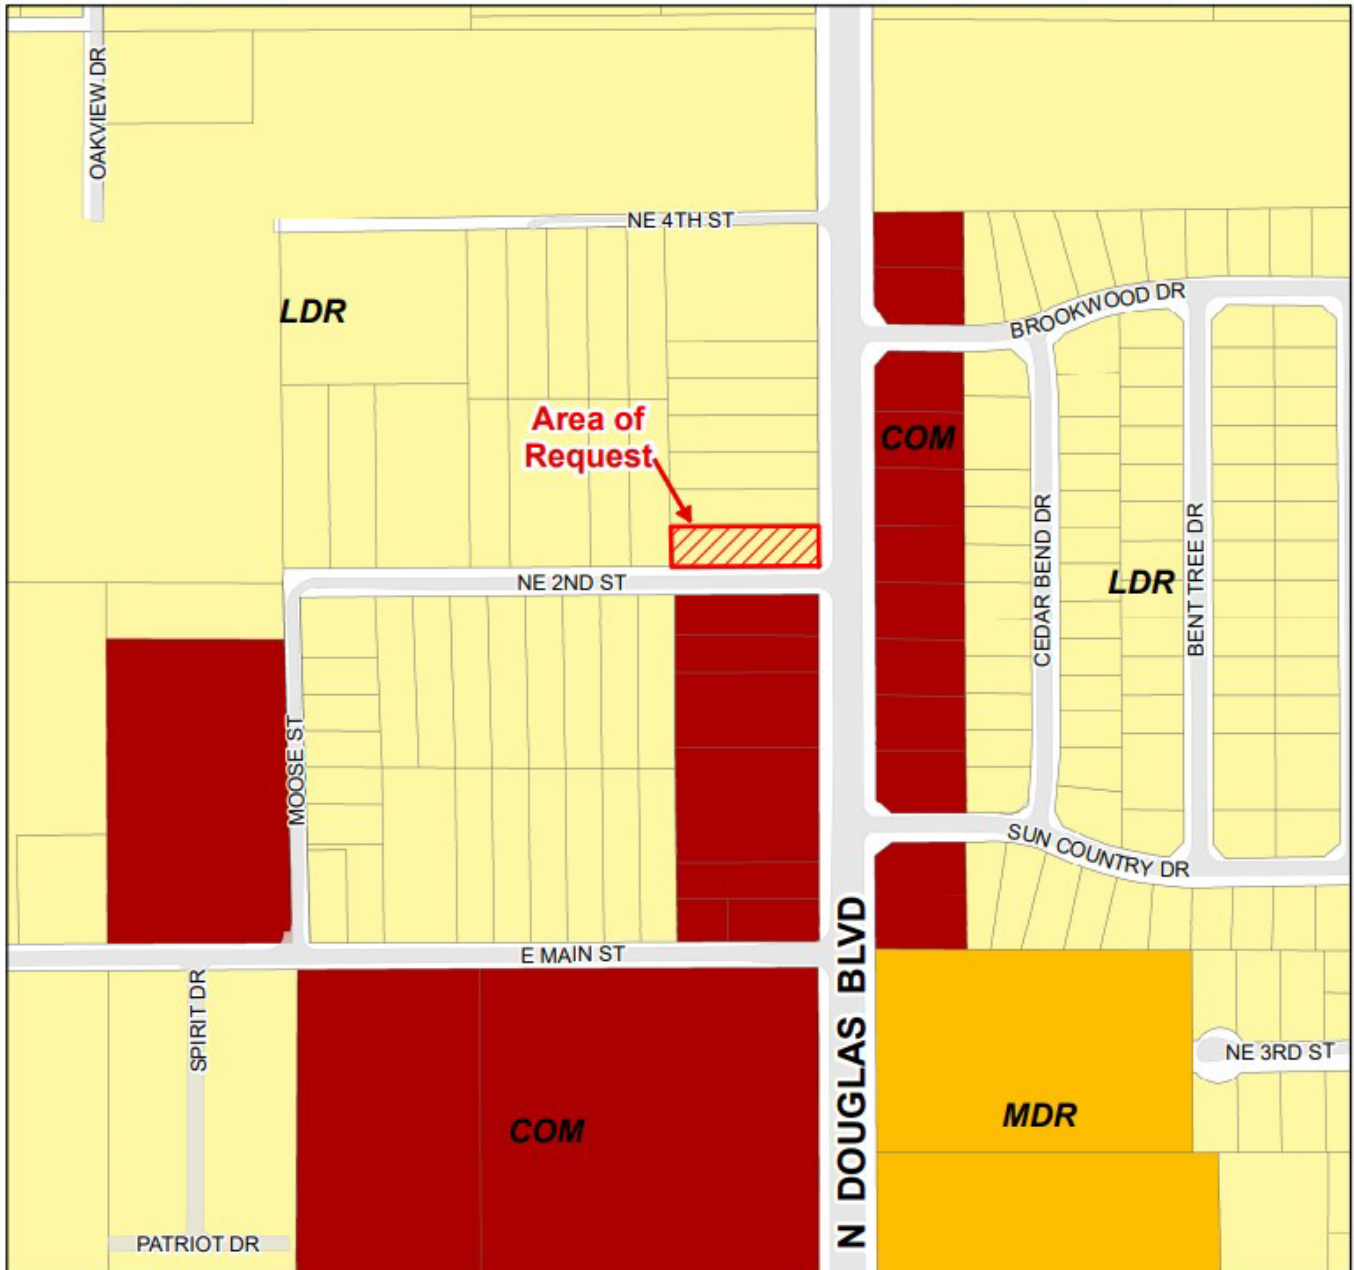 OAKVIEW DR
NE 4TH ST
LDR
BROOKWOOD DR
Area of
Request
COM
CEDAR BEND DR
LDR
BENT TREE DR
NE 2ND ST
MOOSE ST
SUN COUNTRY DR
E MAIN ST
N DOUGLAS BLVD
SPIRIT DR
NE 3RD ST
COM
MDR
PATRIOT DR